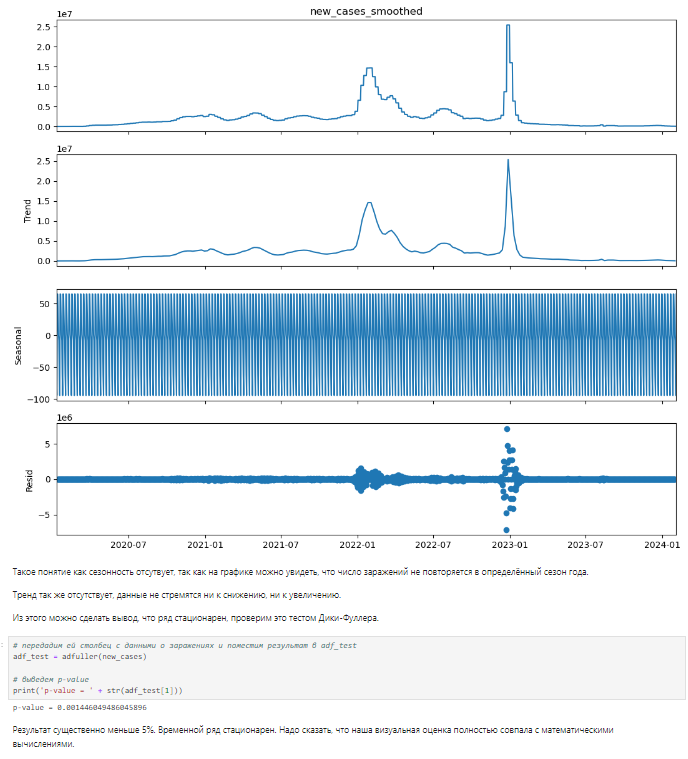 new_cases_smoothed
1e7
2.5
2.0
1.5
1.0
0.5
0.0
1e7
2.5
2.0
1.5
1.0
0.5
0.0
Trend
50
0
−50
−100
Seasonal
1e6
5
0
−5
Resid
2020-07 2021-01 2021-07 2022-01 2022-07 2023-01 2023-07 2024-01
Такое понятие как сезонность отсутвует, так как на графике можно увидеть, что число заражений не повторяется в определённый сезон года.
Тренд так же отсутствует, данные не стремятся ни к снижению, ни к увеличению.
Из этого можно сделать вывод, что ряд стационарен, проверим это тестом Дики-Фуллера.
# передадим ей столбец с данными о заражениях и поместим результат в adf_test
adf_test = adfuller(new_cases)
# выведем p-value
print('p-value = ' + str(adf_test[1]))
p-value = 0.001446049486045896
Результат существенно меньше 5%. Временной ряд стационарен. Надо сказать, что наша визуальная оценка полностью совпала с математическими
вычислениями.